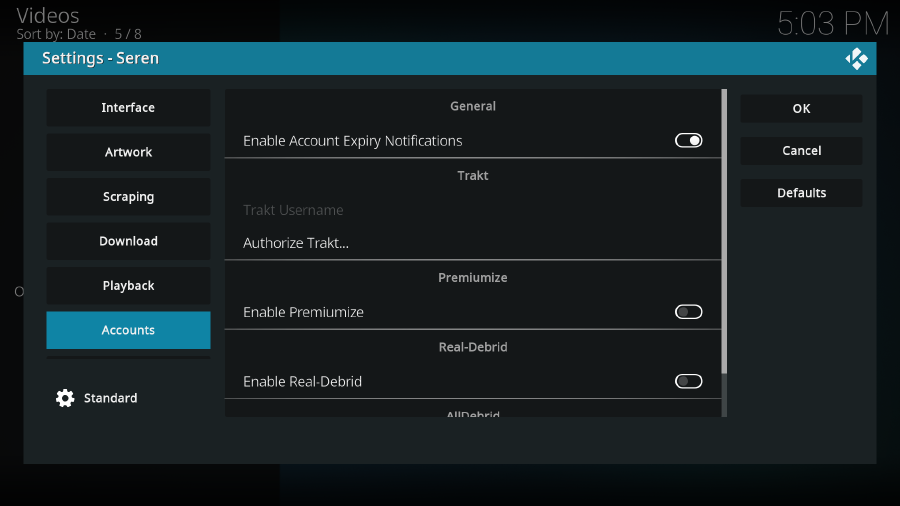 Videos
Sort by: Date · 5 / 8
5:03 PM
Settings - Seren
Interface
Artwork
Scraping
Download
Playback
Accounts
Standard
General
Enable Account Expiry Notifications
Trakt
Trakt Username
Authorize Trakt...
Premiumize
Enable Premiumize
Real-Debrid
Enable Real-Debrid
AllDebrid
OK
Cancel
Defaults